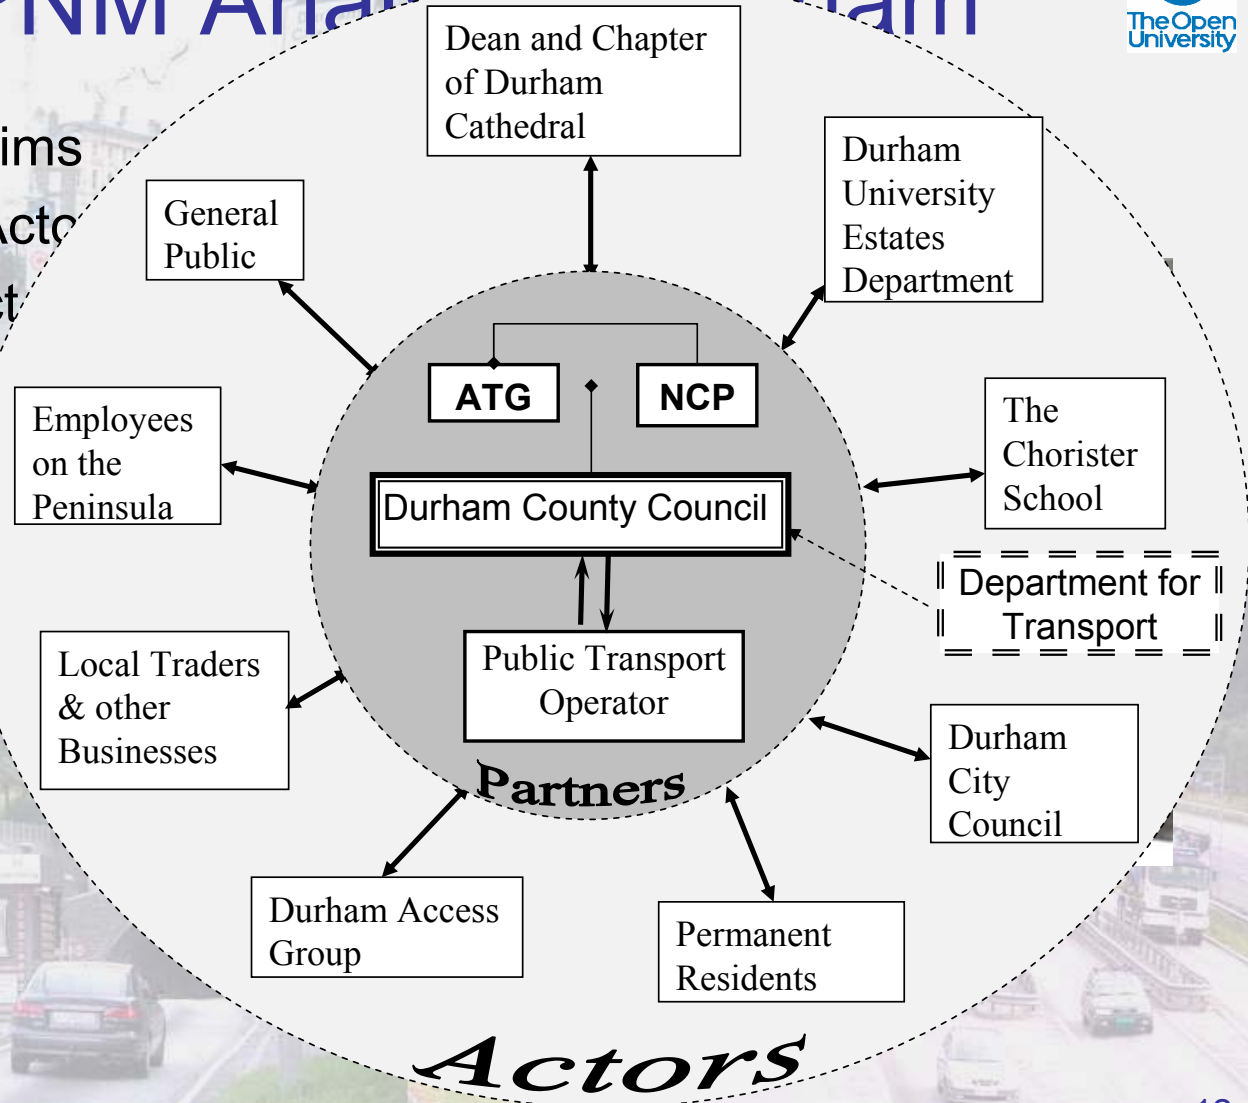 The Open
University
Dean and Chapter
of Durham
Cathedral
Durham
University
Estates
Department
General
Public
ATG
NCP
Employees
on the
Peninsula
The
Chorister
School
Durham County Council
Department for
Transport
Public Transport
Operator
Local Traders
& other
Businesses
Durham
City
Council
Partners
Durham Access
Group
Permanent
Residents
Actors